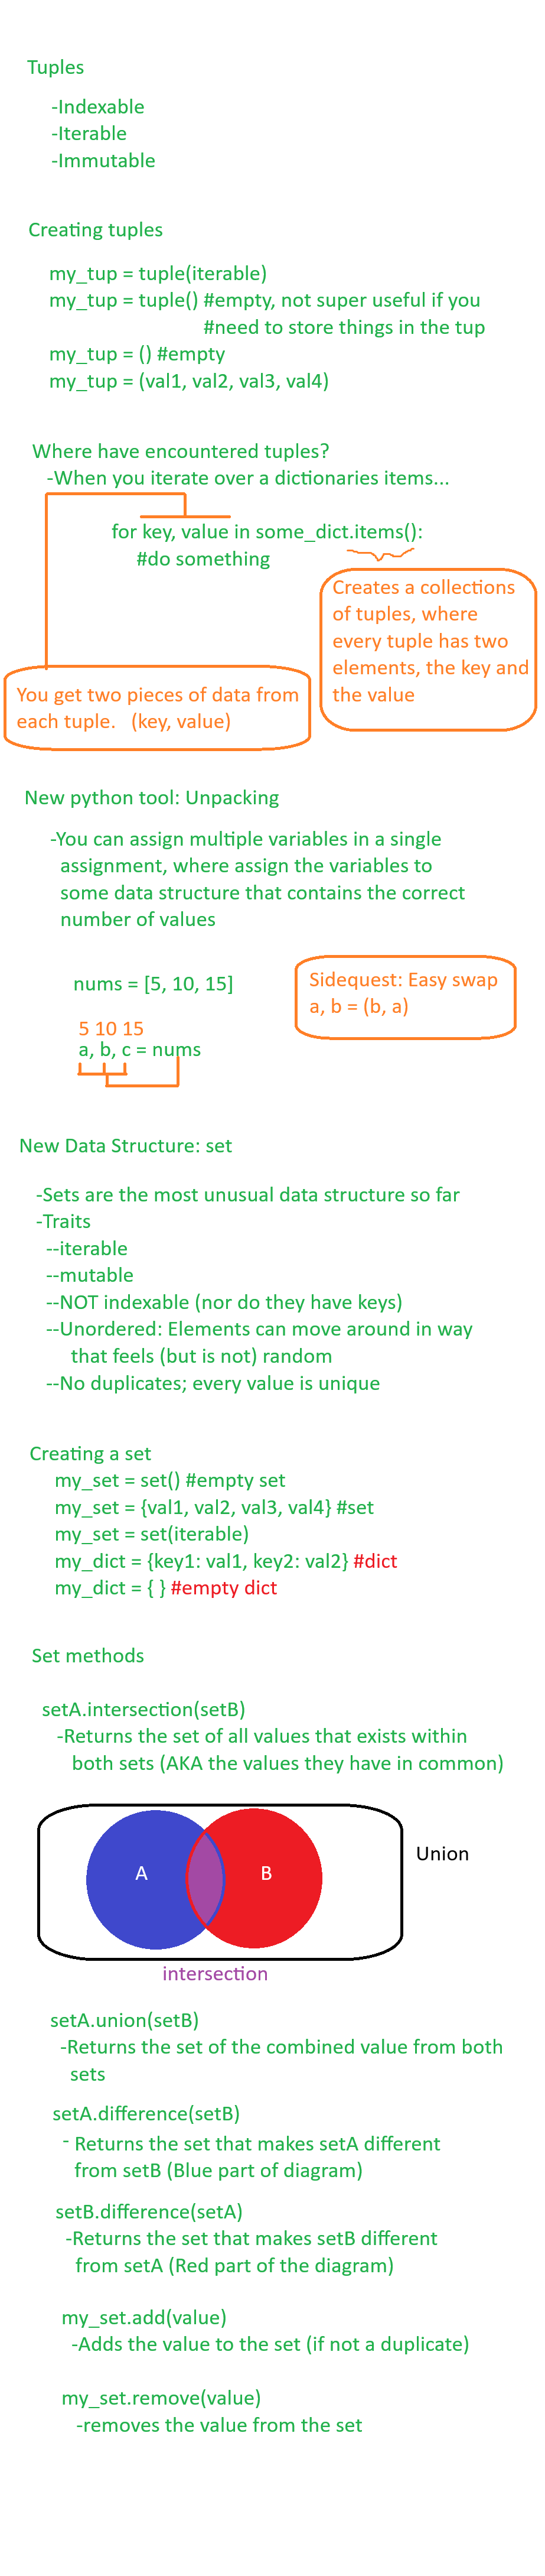 Tuples
-Indexable
-Iterable
-Immutable
Creating tuples
my_tup = tuple(iterable)
my_tup = tuple() #empty, not super useful if you
#need to store things in the tup
my_tup = () #empty
my_tup = (val1, val2, val3, val4)
Where have encountered tuples?
-When you iterate over a dictionaries items...
for key, value in some_dict.items():
#do something
Creates a collections
of tuples, where
every tuple has two
elements, the key and
the value
You get two pieces of data from
each tuple. (key, value)
New python tool: Unpacking
-You can assign multiple variables in a single
assignment, where assign the variables to
some data structure that contains the correct
number of values
nums = [5, 10, 15]
5 10 15
a, b, c = nums
Sidequest: Easy swap
a, b = (b, a)
New Data Structure: set
-Sets are the most unusual data structure so far
-Traits
--iterable
--mutable
--NOT indexable (nor do they have keys)
--Unordered: Elements can move around in way
that feels (but is not) random
--No duplicates; every value is unique
Creating a set
my_set = set() #empty set
my_set = {val1, val2, val3, val4} #set
my_set = set(iterable)
my_dict = {key1: val1, key2: val2} #dict
my_dict = { } #empty dict
Set methods
setA.intersection(setB)
-Returns the set of all values that exists within
both sets (AKA the values they have in common)
A
B
Union
intersection
setA.union(setB)
-Returns the set of the combined value from both
sets
setA.difference(setB)
- Returns the set that makes setA different
from setB (Blue part of diagram)
setB.difference(setA)
-Returns the set that makes setB different
from setA (Red part of the diagram)
my_set.add(value)
-Adds the value to the set (if not a duplicate)
my_set.remove(value)
-removes the value from the set